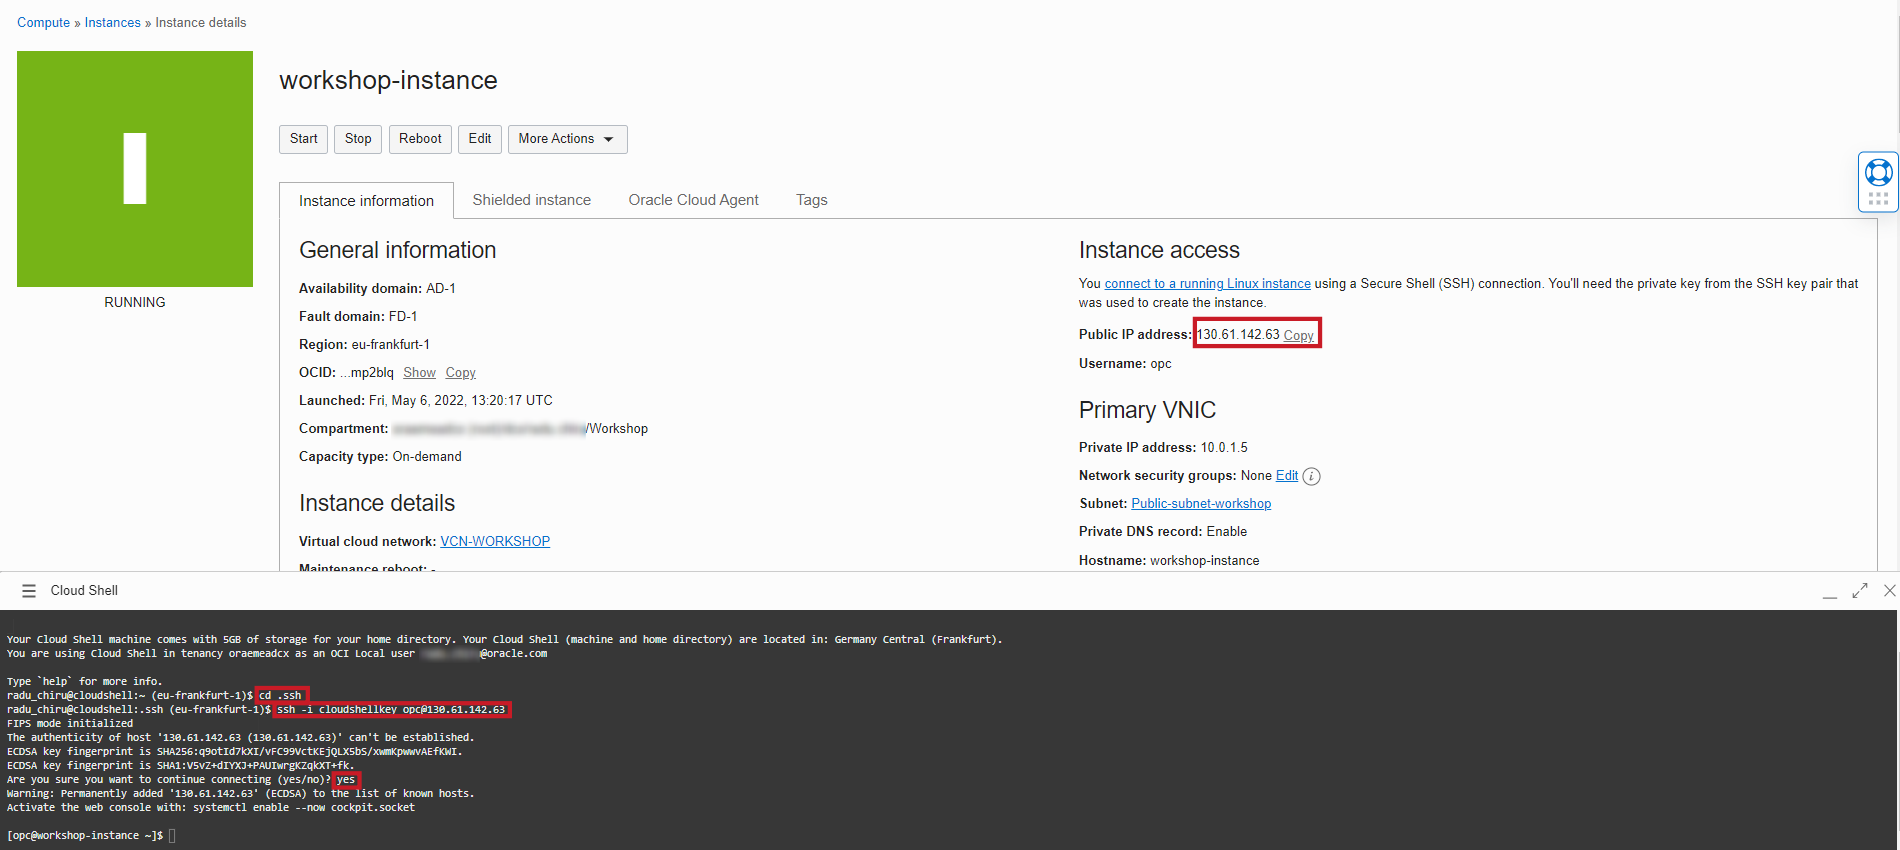 Compute » Instances » Instance details
workshop-instance
Start Stop Reboot Edit More Actions
RUNNING
Instance information Shielded instance Oracle Cloud Agent Tags
General information
Availability domain: AD-1
Fault domain: FD-1
Region: eu-frankfurt-1
OCID: ...mp2blq Show Copy
Launched: Fri, May 6, 2022, 13:20:17 UTC
Compartment: /Workshop
Capacity type: On-demand
Instance details
Virtual cloud network: VCN-WORKSHOP
Maintenance reboot: -
Instance access
You connect to a running Linux instance using a Secure Shell (SSH) connection. You'll need the private key from the SSH key pair that
was used to create the instance.
Public IP address: 130.61.142.63 Copy
Username: opc
Primary VNIC
Private IP address: 10.0.1.5
Network security groups: None Edit i
Subnet: Public-subnet-workshop
Private DNS record: Enable
Hostname: workshop-instance
Cloud Shell
Your Cloud Shell machine comes with 5GB of storage for your home directory. Your Cloud Shell (machine and home directory) are located in: Germany Central (Frankfurt).
You are using Cloud Shell in tenancy oraemeadcx as an OCI Local user @oracle.com
Type `help` for more info.
radu_chiru@cloudshell:~ (eu-frankfurt-1)$ cd .ssh
radu_chiru@cloudshell:.ssh (eu-frankfurt-1)$ ssh -i cloudshellkey opc@130.61.142.63
FIPS mode initialized
The authenticity of host '130.61.142.63 (130.61.142.63)' can't be established.
ECDSA key fingerprint is SHA256:q9otId7kXI/vFC99VctKEjQLX5bS/xwmKpwwvAEfKWI.
ECDSA key fingerprint is SHA1:V5vZ+dIYXJ+PAUIwrgKZqkXT+fk.
Are you sure you want to continue connecting (yes/no)? yes
Warning: Permanently added '130.61.142.63' (ECDSA) to the list of known hosts.
Activate the web console with: systemctl enable --now cockpit.socket
[opc@workshop-instance ~]$